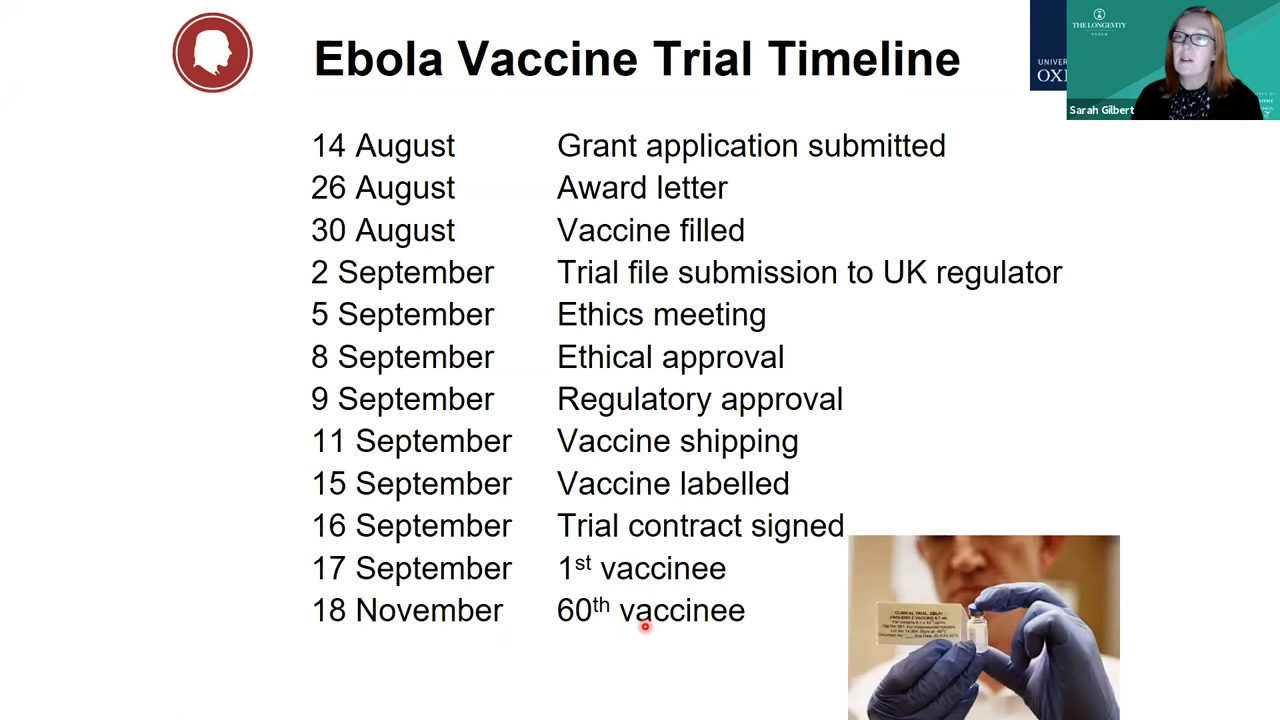 Ebola Vaccine Trial Timeline
UNIV
OX
THE LONGEVITY
FORUM
Sarah Gilbert
14 August Grant application submitted
26 August Award letter
30 August Vaccine filled
2 September Trial file submission to UK regulator
5 September Ethics meeting
8 September Ethical approval
9 September Regulatory approval
11 September Vaccine shipping
15 September Vaccine labelled
16 September Trial contract signed
17 September 1st vaccinee
18 November 60th vaccinee